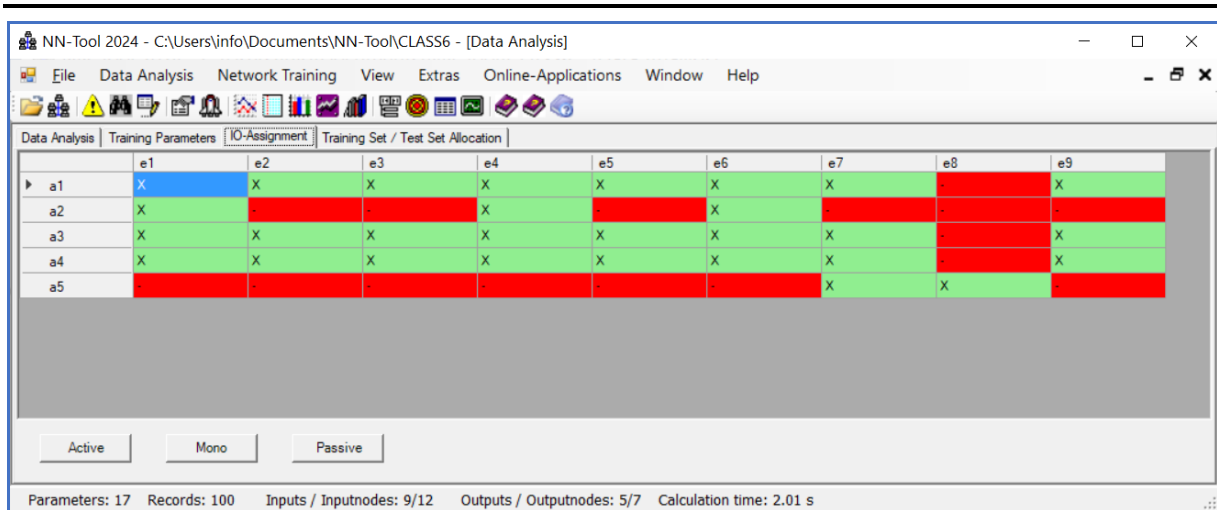 NN-Tool 2024 - C:\Users\info\Documents\NN-Tool\CLASS6 - [Data Analysis]
File Data Analysis Network Training View Extras Online-Applications Window Help
Data Analysis Training Parameters IO-Assignment Training Set / Test Set Allocation
e1 e2 e3 e4 e5 e6 e7 e8 e9
a1 X X X X X X X - X
a2 X - - X - X - - -
a3 X X X X X X X - X
a4 X X X X X X X - X
a5 - - - - - - X X -
Active Mono Passive
Parameters: 17 Records: 100 Inputs / Inputnodes: 9/12 Outputs / Outputnodes: 5/7 Calculation time: 2.01 s